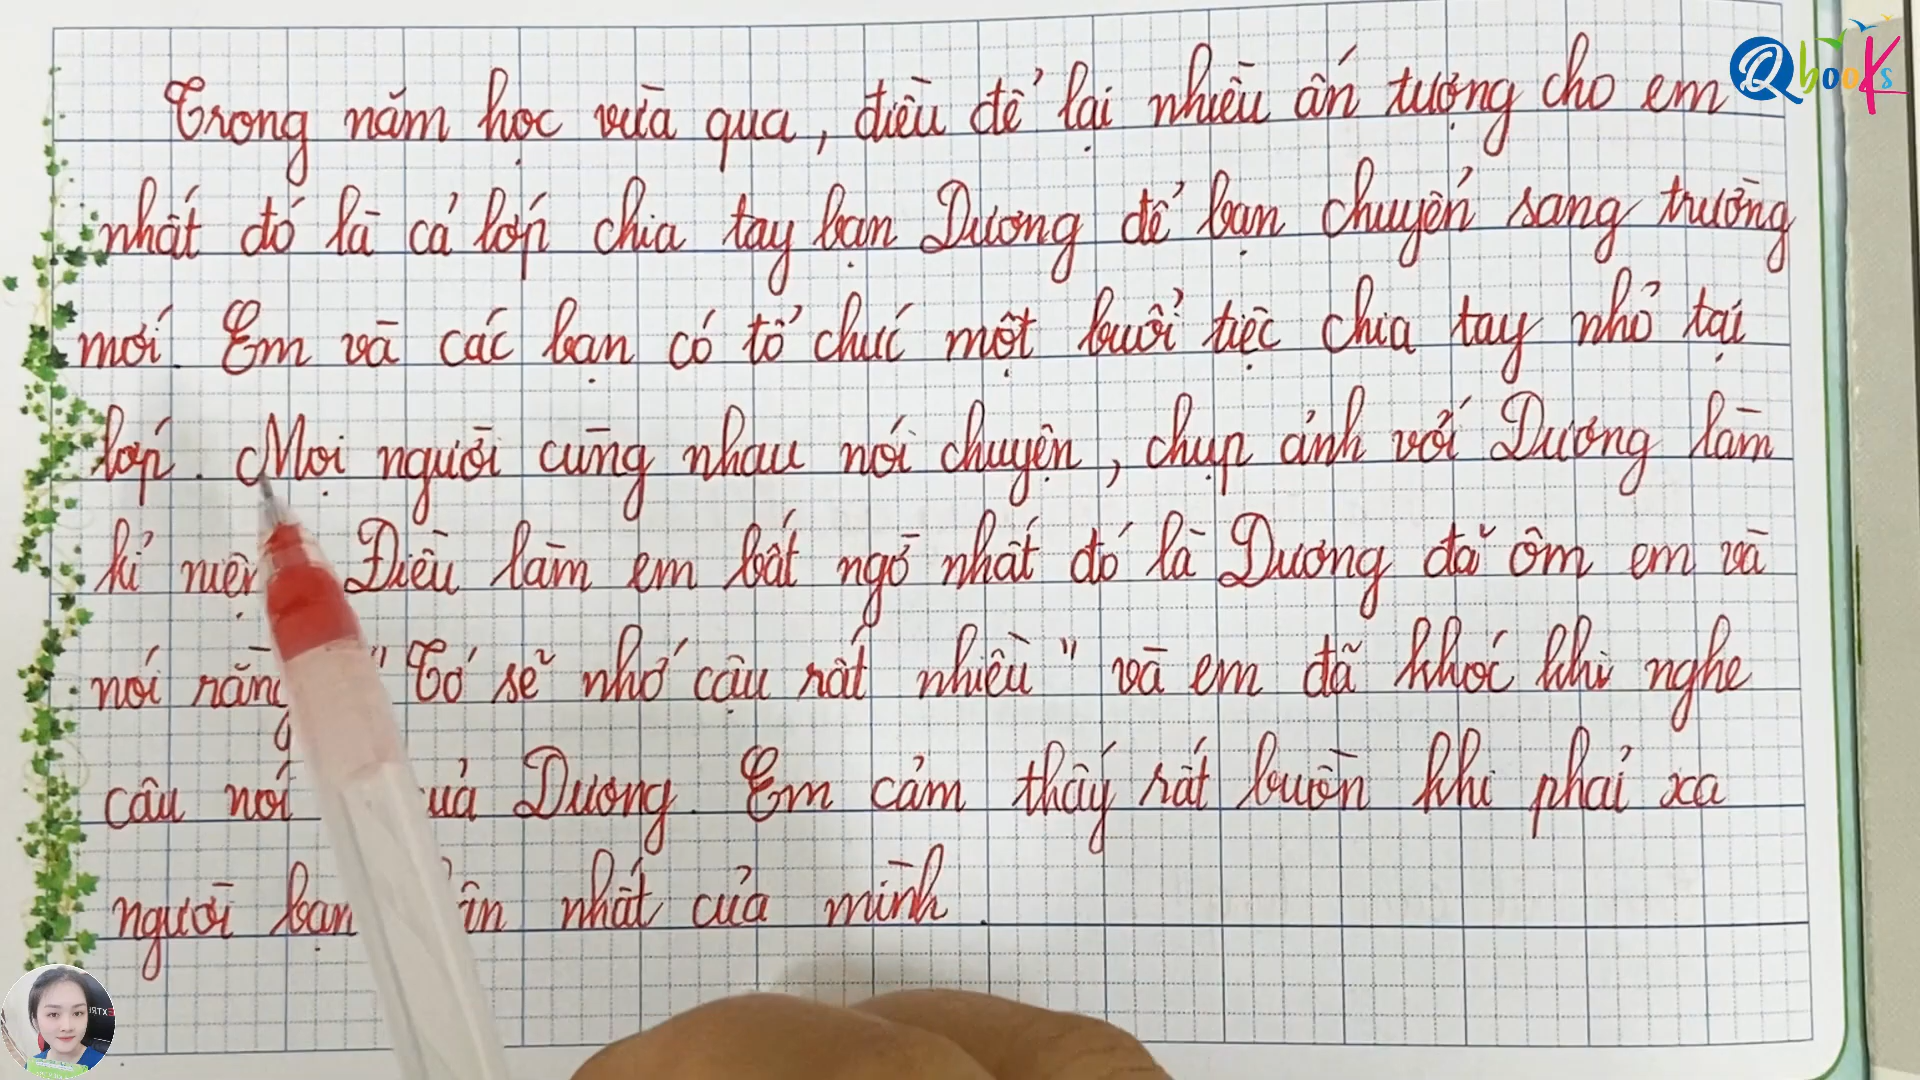 Qbooks
Trong năm học vừa qua, điều để lại nhiều ấn tượng cho em
nhất đó là cả lớp chia tay bạn Dương để bạn chuyển sang trường
mới. Em và các bạn có tổ chức một buổi tiệc chia tay nhỏ tại
lớp. Mọi người cùng nhau nói chuyện, chụp ảnh với Dương làm
kỉ niệm Điều làm em bất ngờ nhất đó là Dương đã ôm em và
nói rằng "Tớ sẽ nhớ cậu rất nhiều" và em đã khóc khi nghe
câu nói của Dương. Em cảm thấy rất buồn khi phải xa
người bạn nhất của mình.